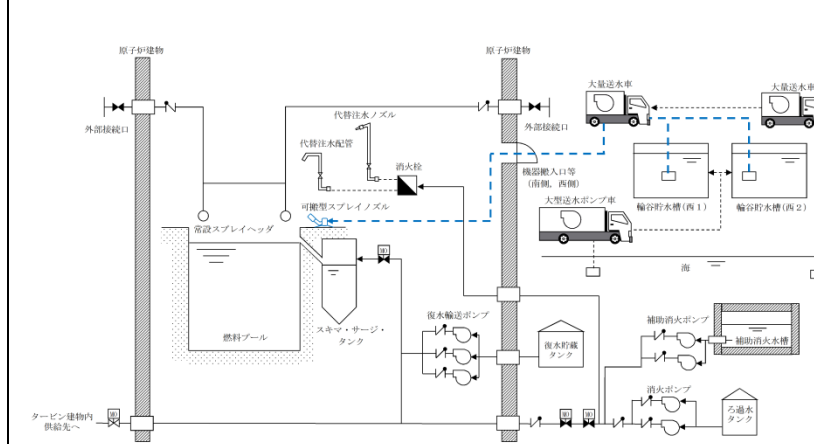 原子炉建物
原子炉建物
大量送水車
大量送水車
外部接続口
代替注水ノズル
外部接続口
代替注水配管
消火栓
機器搬入口等
(南側,西側)
輪谷貯水槽(西1)
輪谷貯水槽(西2)
可搬型スプレイノズル
大型送水ポンプ車
常設スプレイヘッダ
海
MO
復水輸送ポンプ
補助消火ポンプ
スキマ・サージ・
タンク
燃料プール
復水貯蔵
タンク
補助消火水槽
消火ポンプ
タービン建物内
供給先へ
MO
MO
MO
ろ過水
タンク